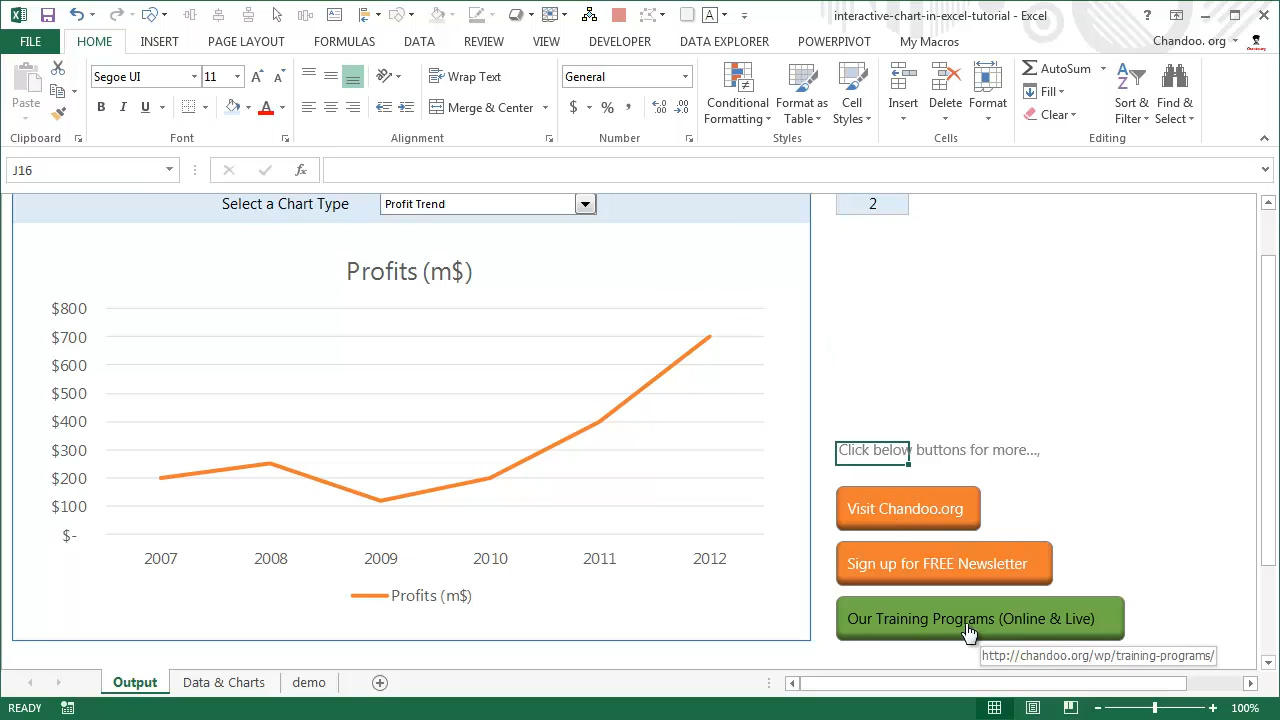 interactive-chart-in-excel-tutorial - Excel
FILE HOME INSERT PAGE LAYOUT FORMULAS DATA REVIEW VIEW DEVELOPER DATA EXPLORER POWERPIVOT My Macros Chandoo. org
Paste
Clipboard
Segoe UI 11
B I U A
Font
Wrap Text
Merge & Center
Alignment
General
$ % ,
Number
Conditional Formatting
Format as Table
Cell Styles
Styles
Insert Delete Format
Cells
AutoSum
Fill
Clear
Sort & Filter
Find & Select
Editing
J16
fx
Select a Chart Type Profit Trend 2
Profits (m$)
$800
$700
$600
$500
$400
$300
$200
$100
$-
2007 2008 2009 2010 2011 2012
Profits (m$)
Click below buttons for more...,
Visit Chandoo.org
Sign up for FREE Newsletter
Our Training Programs (Online & Live)
http://chandoo.org/wp/training-programs/
Output Data & Charts demo
READY 100%